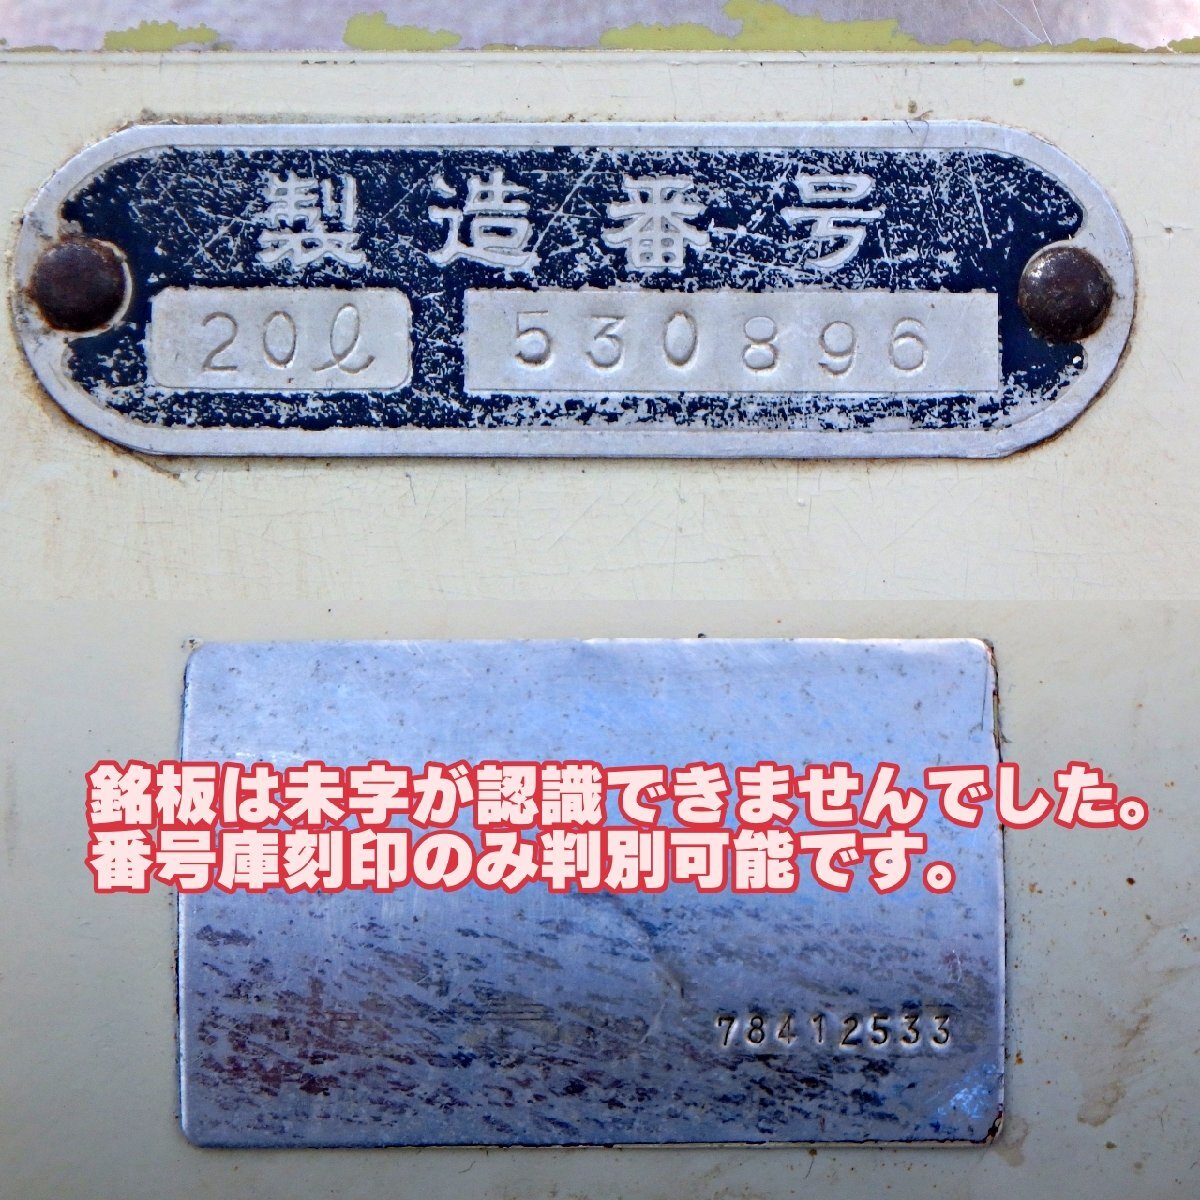 製造番号
20ℓ 530896
銘板は未字が認識できませんでした。
番号庫刻印のみ判別可能です。
78412533